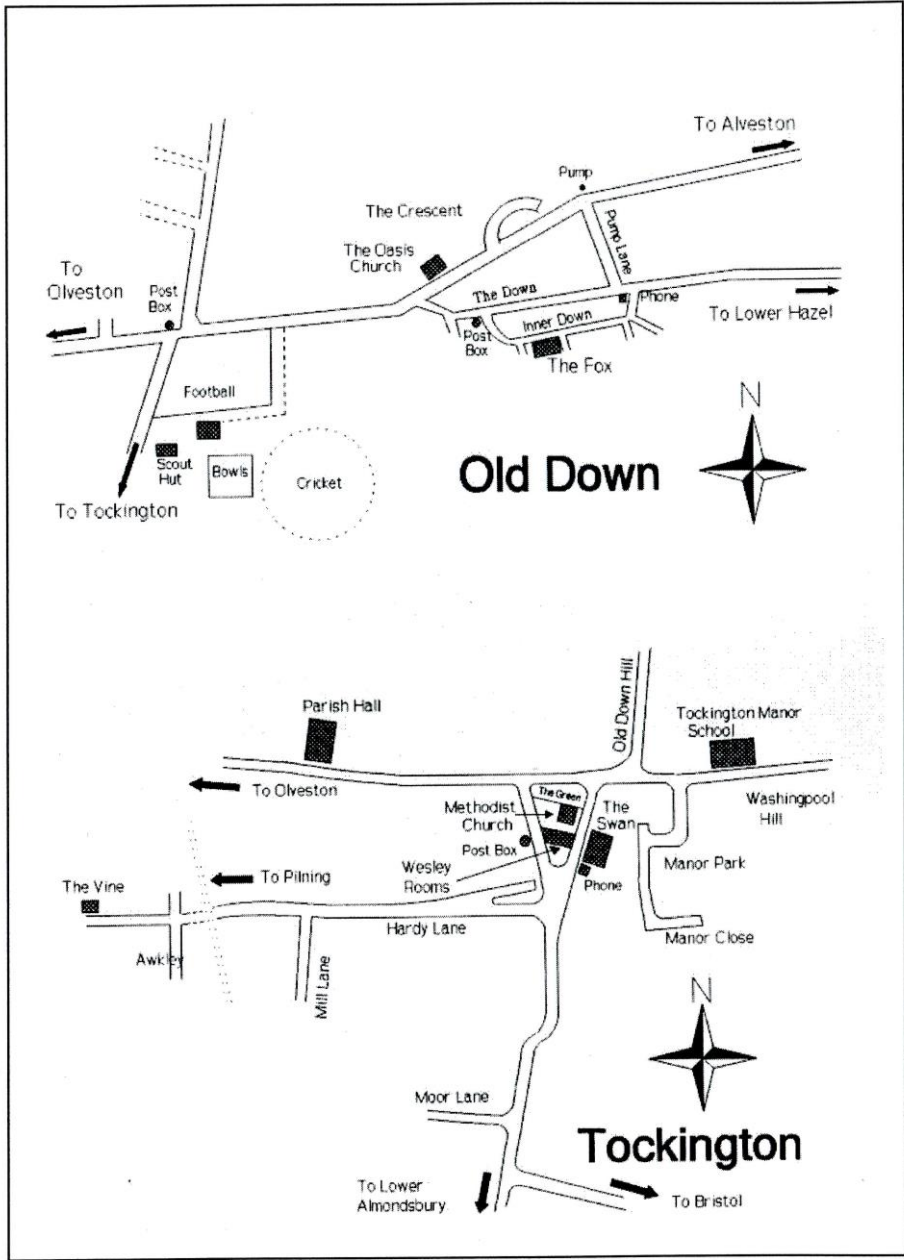 To Alveston
Pump
The Crescent
The Oasis
Church
Pump Lane
To
Olveston
Post
Box
The Down
Phone
To Lower Hazel
Inner Down
Post
Box
The Fox
Football
N
Scout
Hut
Bowls
Cricket
Old Down
To Tockington
Old Down Hill
Parish Hall
Tockington Manor
School
To Olveston
The Green
Methodist
Church
The
Swan
Washingpool
Hill
Post Box
Wesley
Rooms
Manor Park
To Pilning
Phone
The Vine
Hardy Lane
Manor Close
Awkley
Mill Lane
N
Moor Lane
Tockington
To Lower
Almondsbury
To Bristol